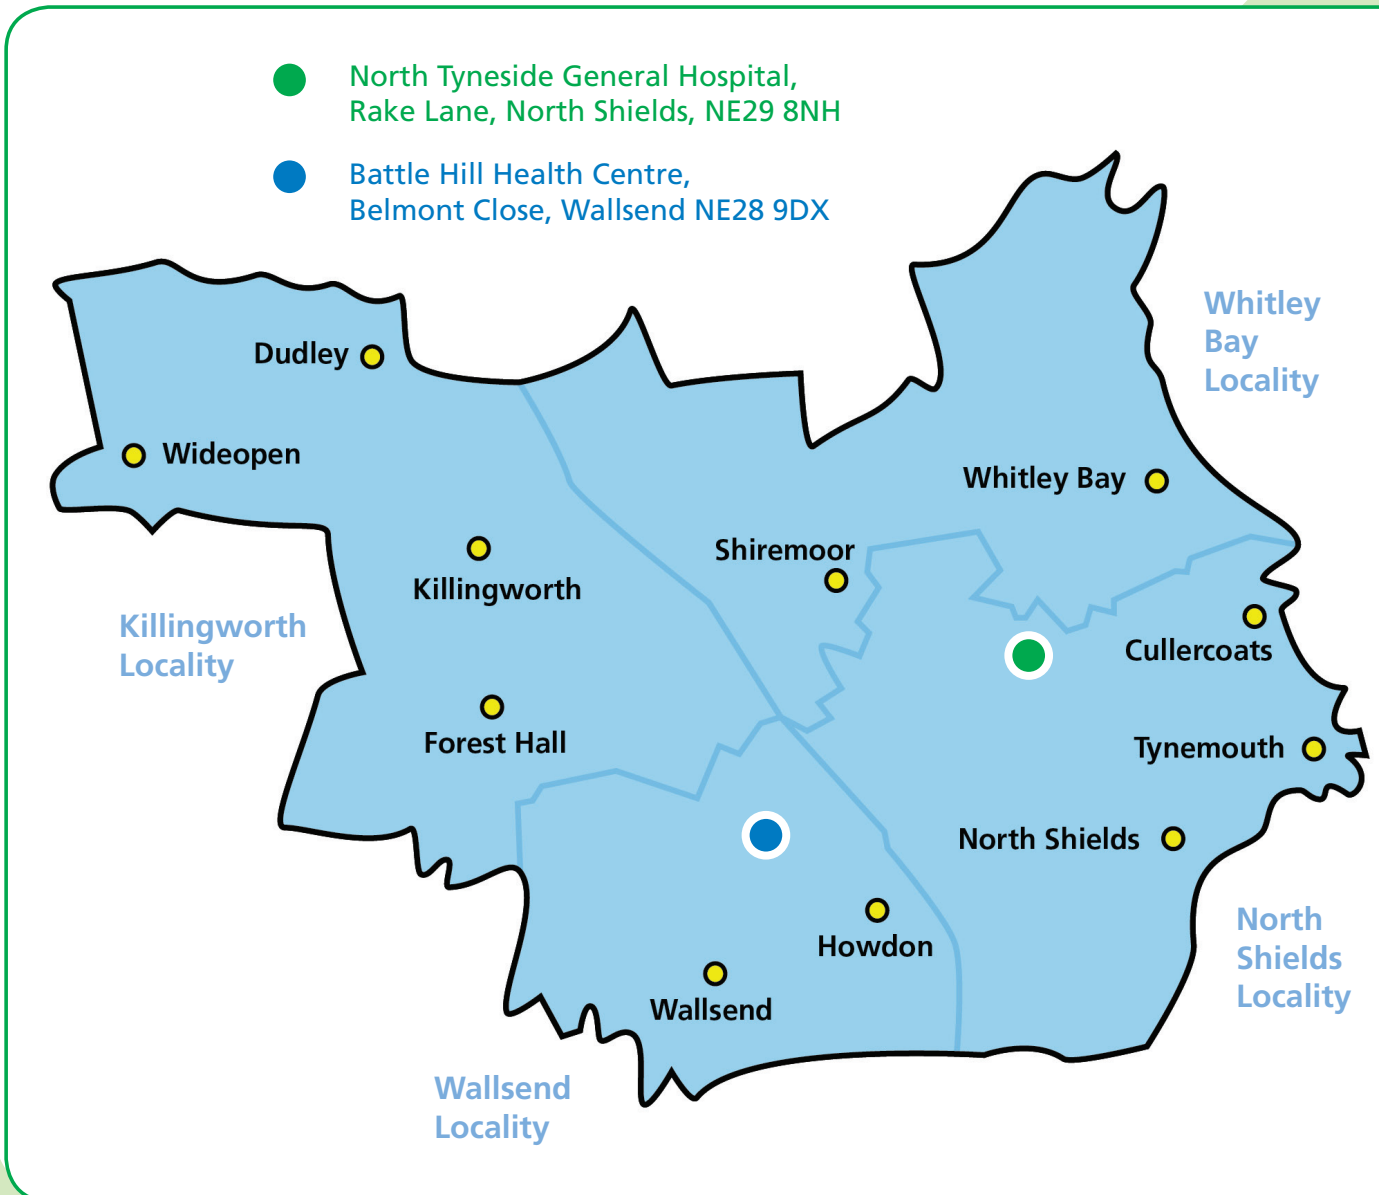 North Tyneside General Hospital,
Rake Lane, North Shields, NE29 8NH
Battle Hill Health Centre,
Belmont Close, Wallsend NE28 9DX
Whitley
Bay
Locality
Dudley
Wideopen
Whitley Bay
Shiremoor
Killingworth
Killingworth
Locality
Cullercoats
Forest Hall
Tynemouth
North Shields
North
Shields
Locality
Howdon
Wallsend
Wallsend
Locality